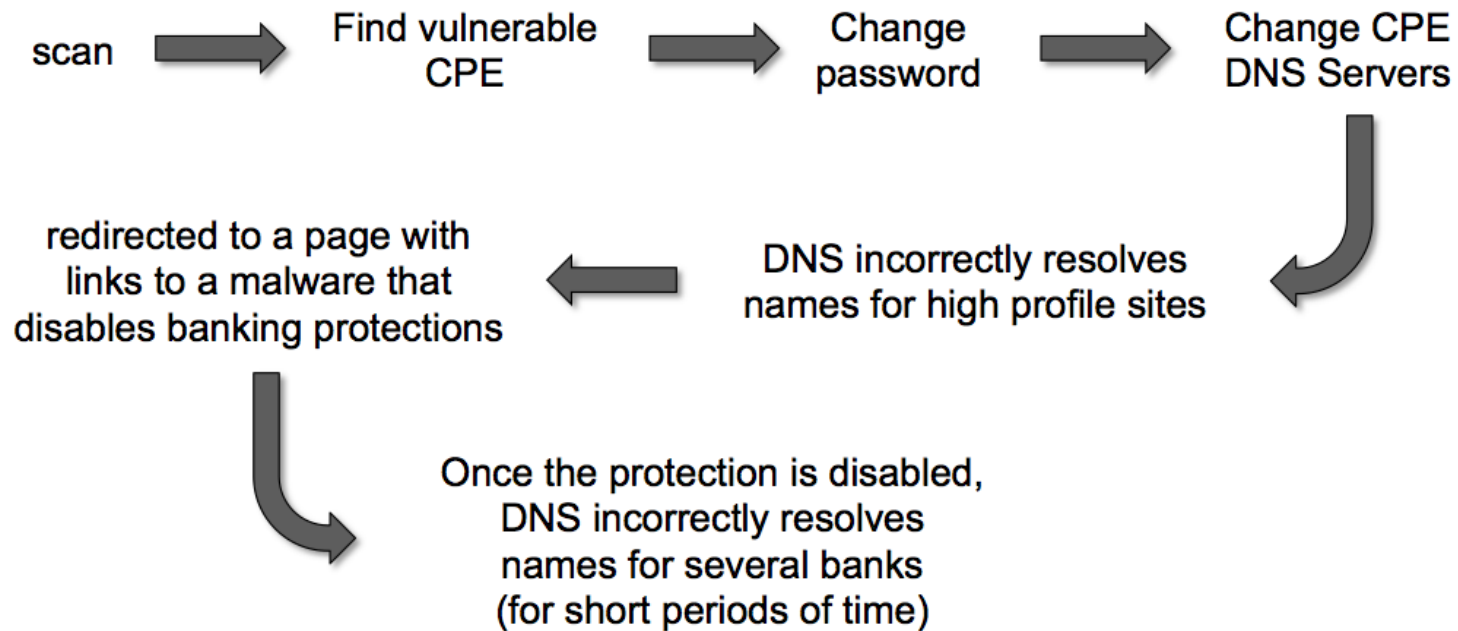 scan
Find vulnerable
CPE
Change
password
Change CPE
DNS Servers
DNS incorrectly resolves
names for high profile sites
redirected to a page with
links to a malware that
disables banking protections
Once the protection is disabled,
DNS incorrectly resolves
names for several banks
(for short periods of time)